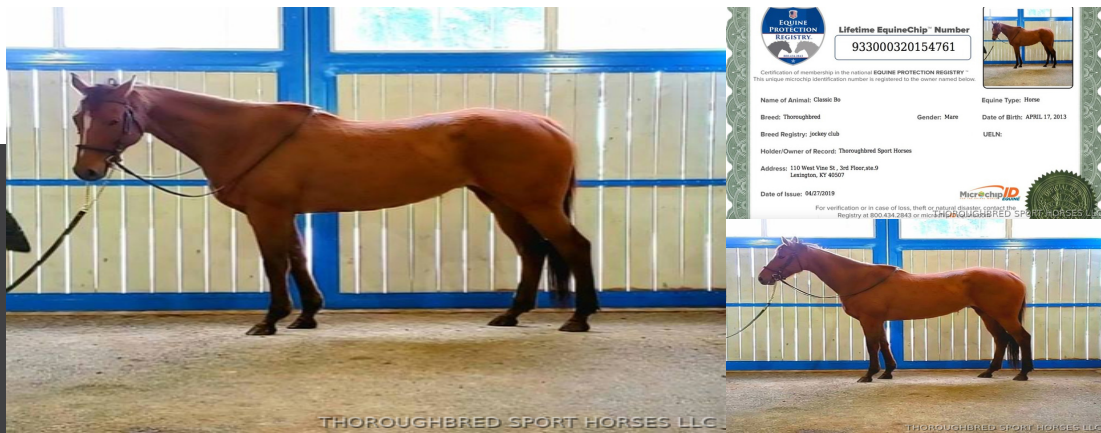 THOROUGHBRED SPORT HORSES LLC
EQUINE
PROTECTION
REGISTRY
Lifetime EquineChip™ Number
933000320154761
Certification of membership in the national EQUINE PROTECTION REGISTRY™
This unique microchip identification number is registered to the owner named below.
Name of Animal: Classic Bo
Equine Type: Horse
Breed: Thoroughbred
Gender: Mare
Date of Birth: APRIL 17, 2013
Breed Registry: jockey club
UELN:
Holder/Owner of Record: Thoroughbred Sport Horses
Address: 110 West Vine St , 3rd Floor,ste.9
Lexington, KY 40507
Date of Issue: 04/27/2019
Microchip ID
EQUINE
For verification or in case of loss, theft or natural disaster, contact the
Registry at 800.434.2843 or
THOROUGHBRED SPORT HORSES LLC
THOROUGHBRED SPORT HORSES LLC